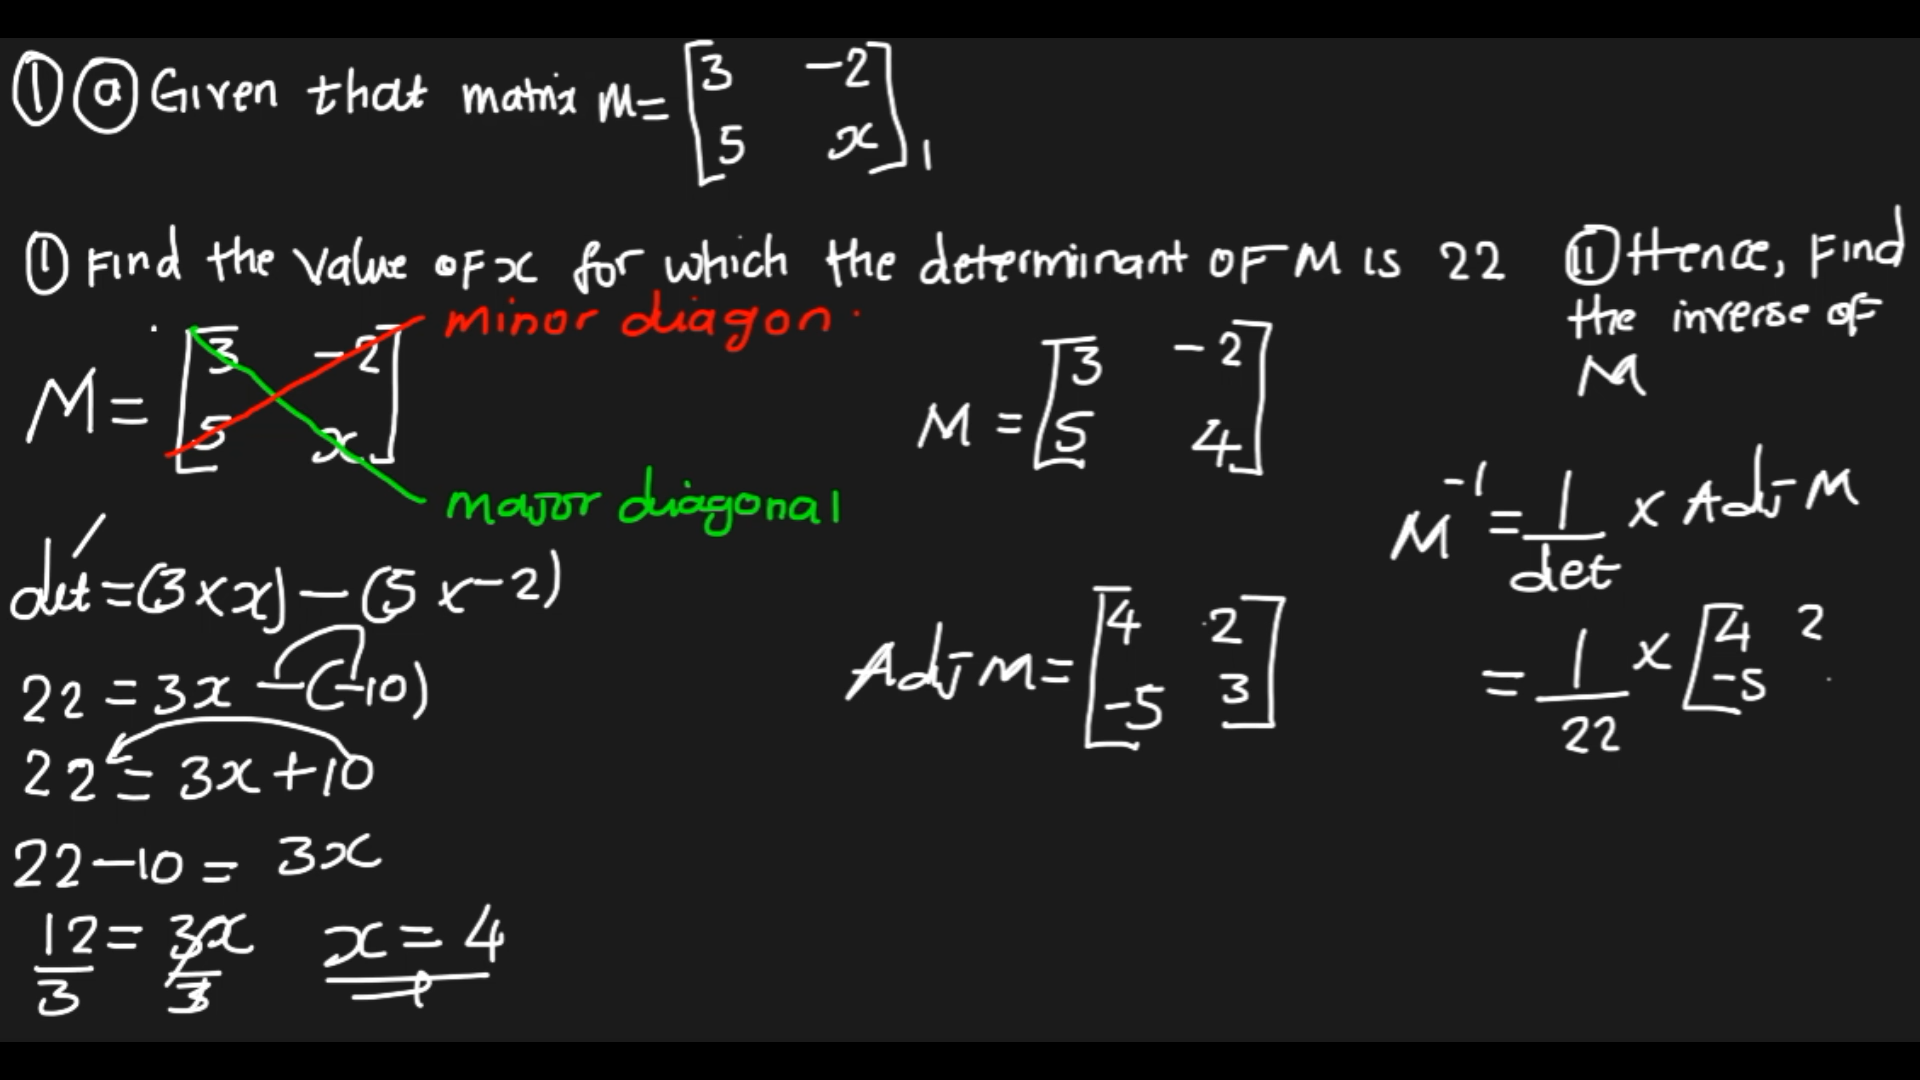 ① ⓐ Given that matrix M = [3 -2
5 x],
① Find the value of x for which the determiinant of M is 22
M = [3 -2
5 x]
minor diagon
major diagonal
det = (3 × x) - (5 × -2)
22 = 3x - (-10)
22 = 3x + 10
22 - 10 = 3x
12/3 = 3x/3 x = 4
M = [3 -2
5 4]
Adj M = [4 2
-5 3]
⑪ Hence, Find
the inverse of
M
M⁻¹ = 1/det × Adj M
= 1/22 × [4 2
-5